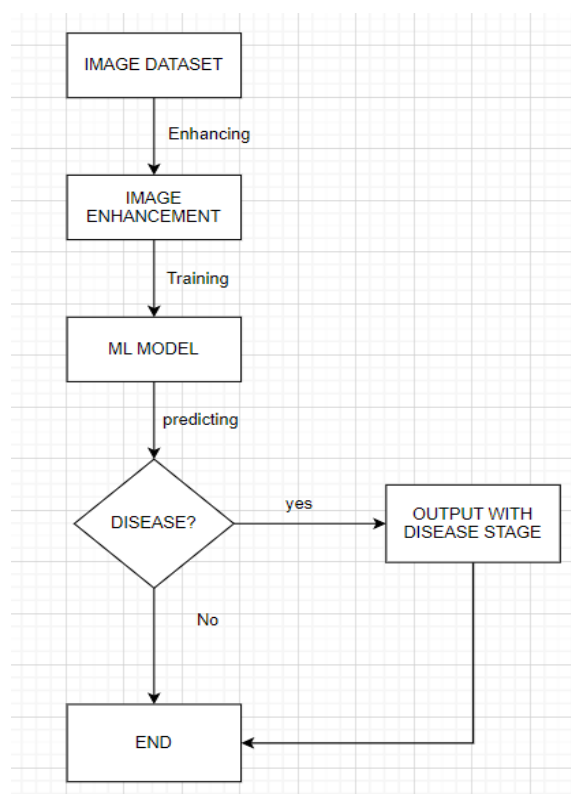 IMAGE DATASET
Enhancing
IMAGE
ENHANCEMENT
Training
ML MODEL
predicting
DISEASE?
yes
OUTPUT WITH
DISEASE STAGE
No
END